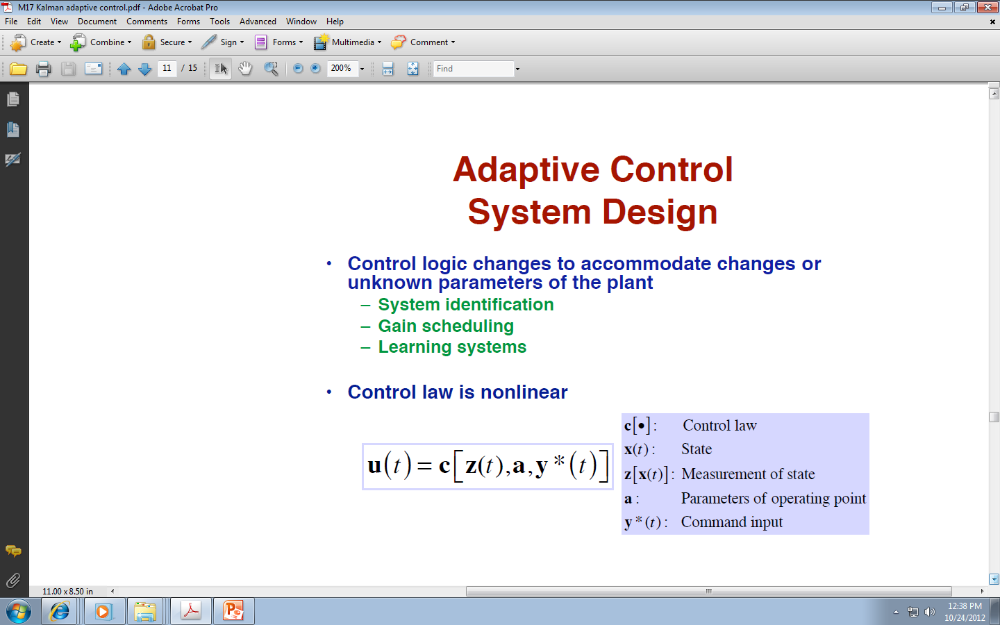 M17 Kalman adaptive control.pdf - Adobe Acrobat Pro
File Edit View Document Comments Forms Tools Advanced Window Help
Create Combine Secure Sign Forms Multimedia Comment
11 / 15 200% Find
Adaptive Control
System Design
• Control logic changes to accommodate changes or
unknown parameters of the plant
– System identification
– Gain scheduling
– Learning systems
• Control law is nonlinear
u(t) = c[z(t),a,y*(t)]
c[•]: Control law
x(t): State
z[x(t)]: Measurement of state
a: Parameters of operating point
y*(t): Command input
11.00 x 8.50 in
12:38 PM
10/24/2012